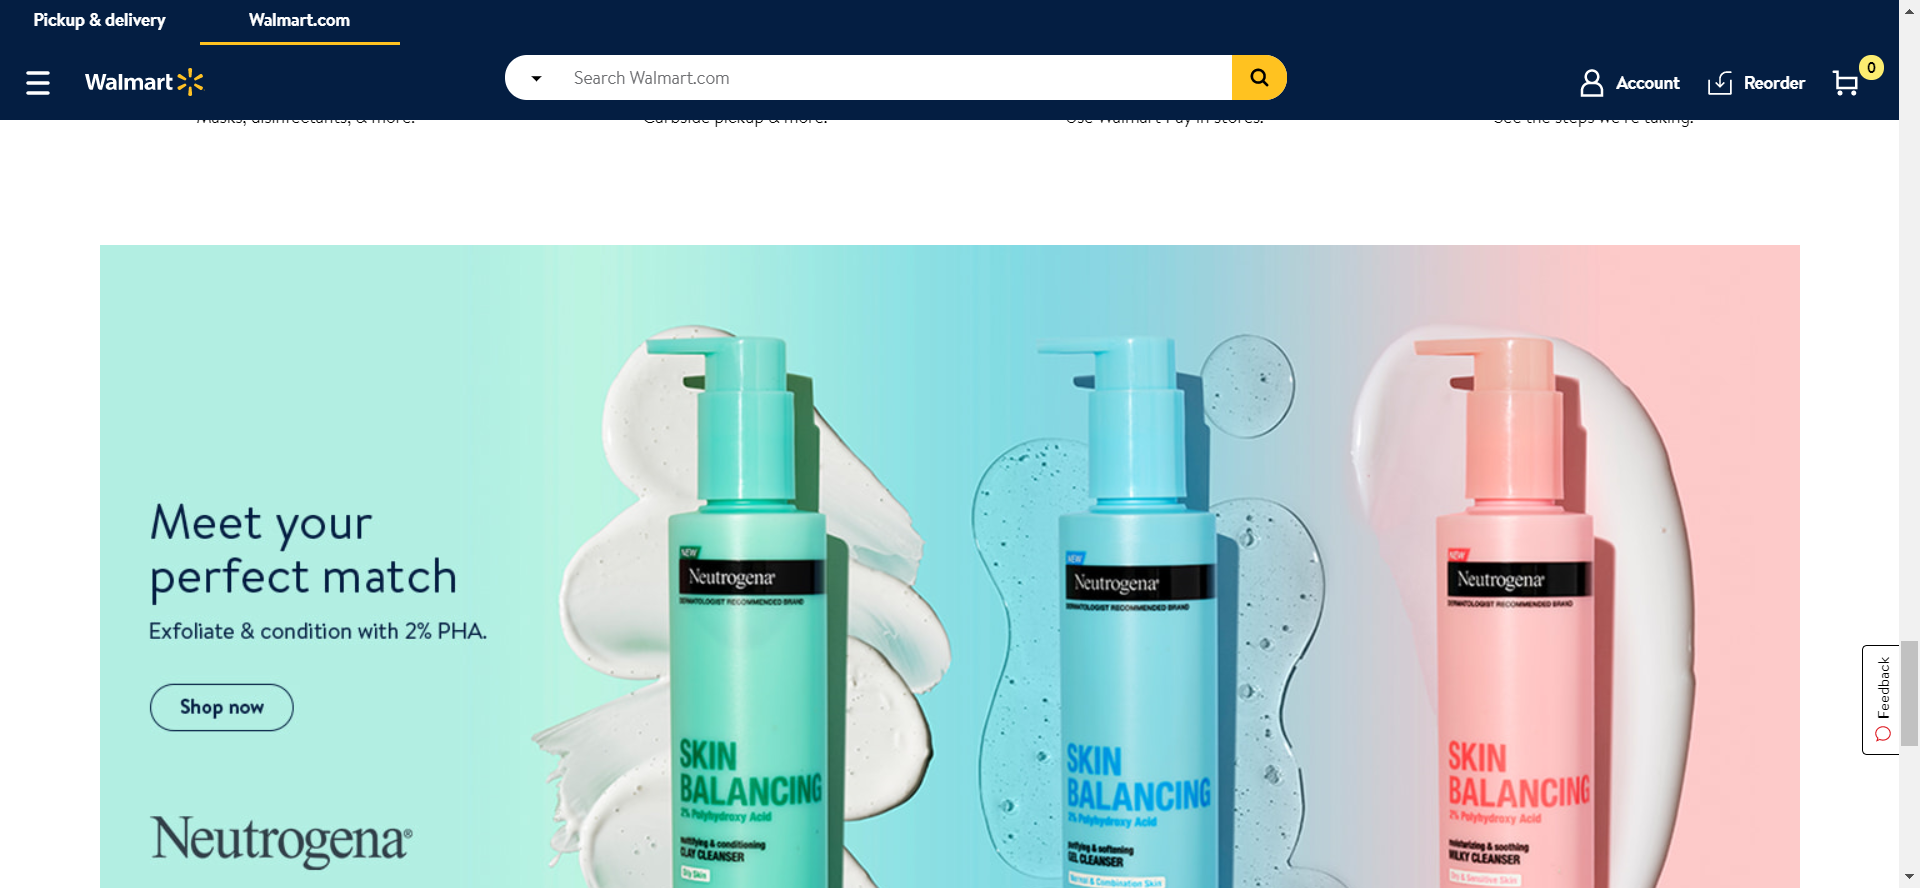 Pickup & delivery
Walmart.com
Walmart
Search Walmart.com
Account
Reorder
0
Masks, disinfectants, & more.
Curbside pickup & more.
Use Walmart Pay in stores.
See the steps we're taking.
Meet your
perfect match
Exfoliate & condition with 2% PHA.
Shop now
Neutrogena®
NEW
Neutrogena®
DERMATOLOGIST RECOMMENDED BRAND
SKIN
BALANCING
2% Polyhydroxy Acid
mattifying & conditioning
CLAY CLEANSER
Oily Skin
NEW
Neutrogena®
DERMATOLOGIST RECOMMENDED BRAND
SKIN
BALANCING
2% Polyhydroxy Acid
purifying & softening
GEL CLEANSER
Normal & Combination Skin
NEW
Neutrogena®
DERMATOLOGIST RECOMMENDED BRAND
SKIN
BALANCING
2% Polyhydroxy Acid
moisturizing & soothing
MILKY CLEANSER
Dry & Sensitive Skin
Feedback